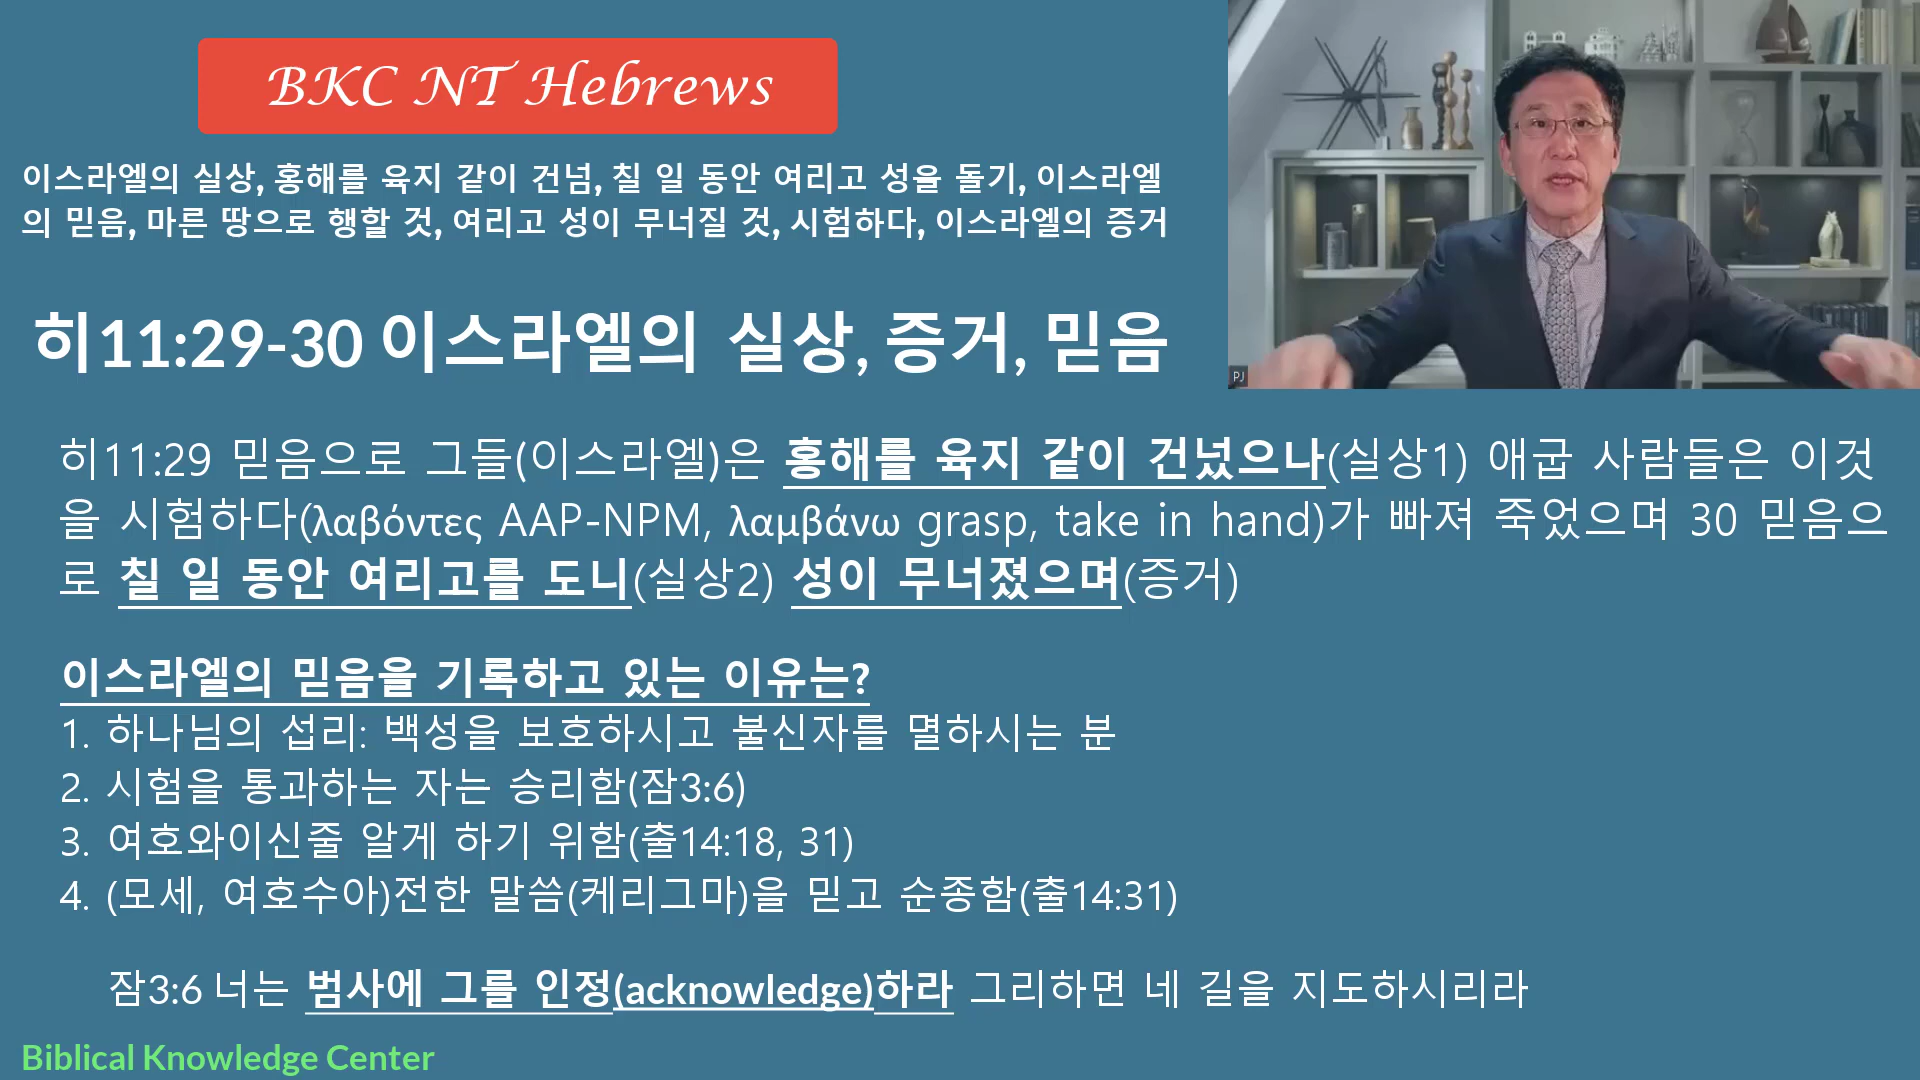 BKC NT Hebrews
이스라엘의 실상, 홍해를 육지 같이 건넘, 칠 일 동안 여리고 성을 돌기, 이스라엘
의 믿음, 마른 땅으로 행할 것, 여리고 성이 무너질 것, 시험하다, 이스라엘의 증거
히11:29-30 이스라엘의 실상, 증거, 믿음
PJ
히11:29 믿음으로 그들(이스라엘)은 홍해를 육지 같이 건넜으나(실상1) 애굽 사람들은 이것
을 시험하다(λαβόντες AAP-NPM, λαμβάνω grasp, take in hand)가 빠져 죽었으며 30 믿음으
로 칠 일 동안 여리고를 도니(실상2) 성이 무너졌으며(증거)
이스라엘의 믿음을 기록하고 있는 이유는?
1. 하나님의 섭리: 백성을 보호하시고 불신자를 멸하시는 분
2. 시험을 통과하는 자는 승리함(잠3:6)
3. 여호와이신줄 알게 하기 위함(출14:18, 31)
4. (모세, 여호수아)전한 말씀(케리그마)을 믿고 순종함(출14:31)
잠3:6 너는 범사에 그를 인정(acknowledge)하라 그리하면 네 길을 지도하시리라
Biblical Knowledge Center